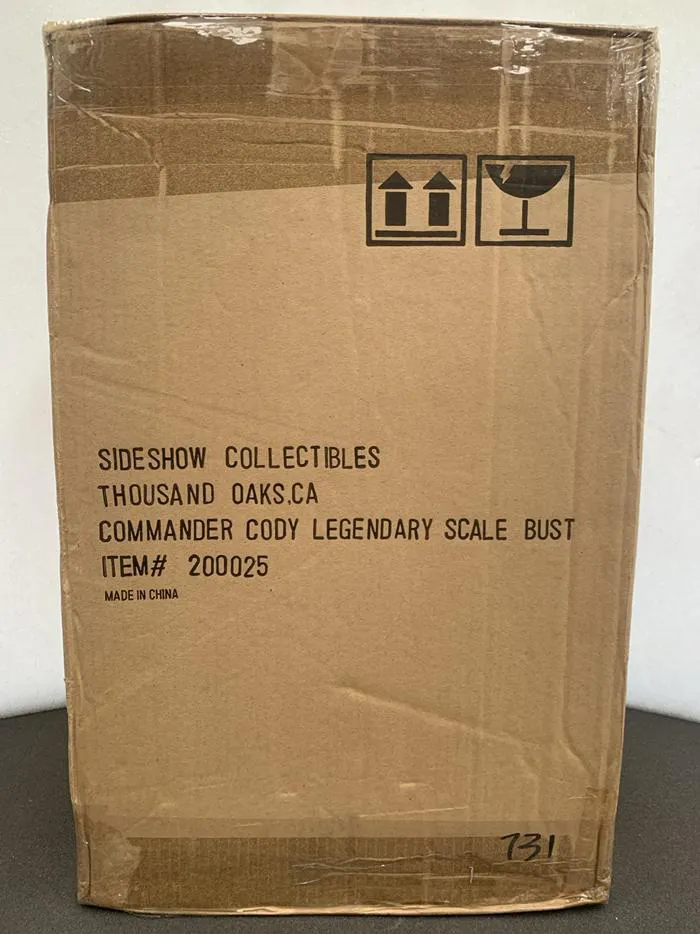 SIDESHOW COLLECTIBLES
THOUSAND OAKS,CA
COMMANDER CODY LEGENDARY SCALE BUST
ITEM# 200025
MADE IN CHINA
731